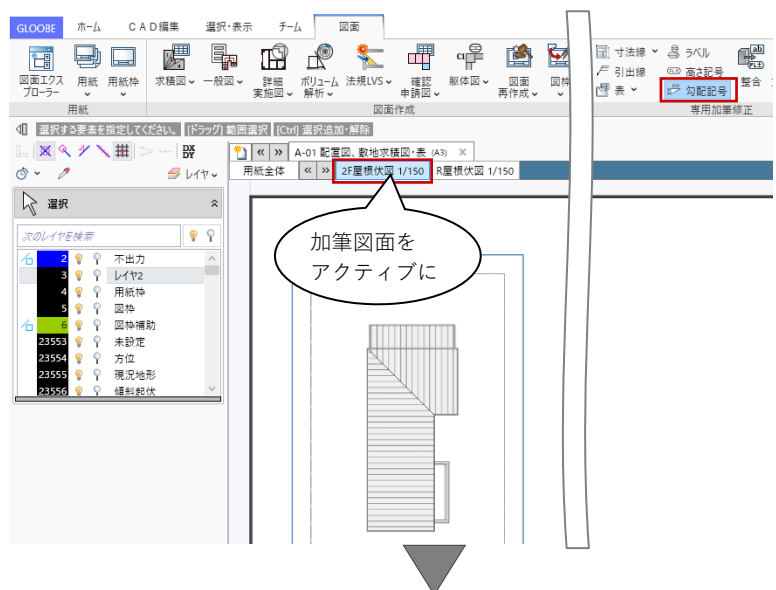 GLOOBE ホーム CAD編集 選択・表示 チーム 図面
図面エクス
プローラー
用紙
用紙枠
求積図
一般図
詳細
実施図
ボリューム
解析
法規LVS
確認
申請図
躯体図
図面
再作成
図枠
寸法線
引出線
表
ラベル
高さ記号
勾配記号
整合
用紙 図面作成 専用加筆修正
選択する要素を指定してください。 [ドラッグ] 範囲選択 [Ctrl] 選択追加・解除
DX
DY
レイヤ
A-01 配置図、敷地求積図・表 (A3)
用紙全体 2F屋根伏図 1/150 R屋根伏図 1/150
選択
次のレイヤを検索
2 不出力
3 レイヤ2
4 用紙枠
5 図枠
6 図枠補助
23553 未設定
23554 方位
23555 現況地形
23556 傾斜起伏
加筆図面を
アクティブに